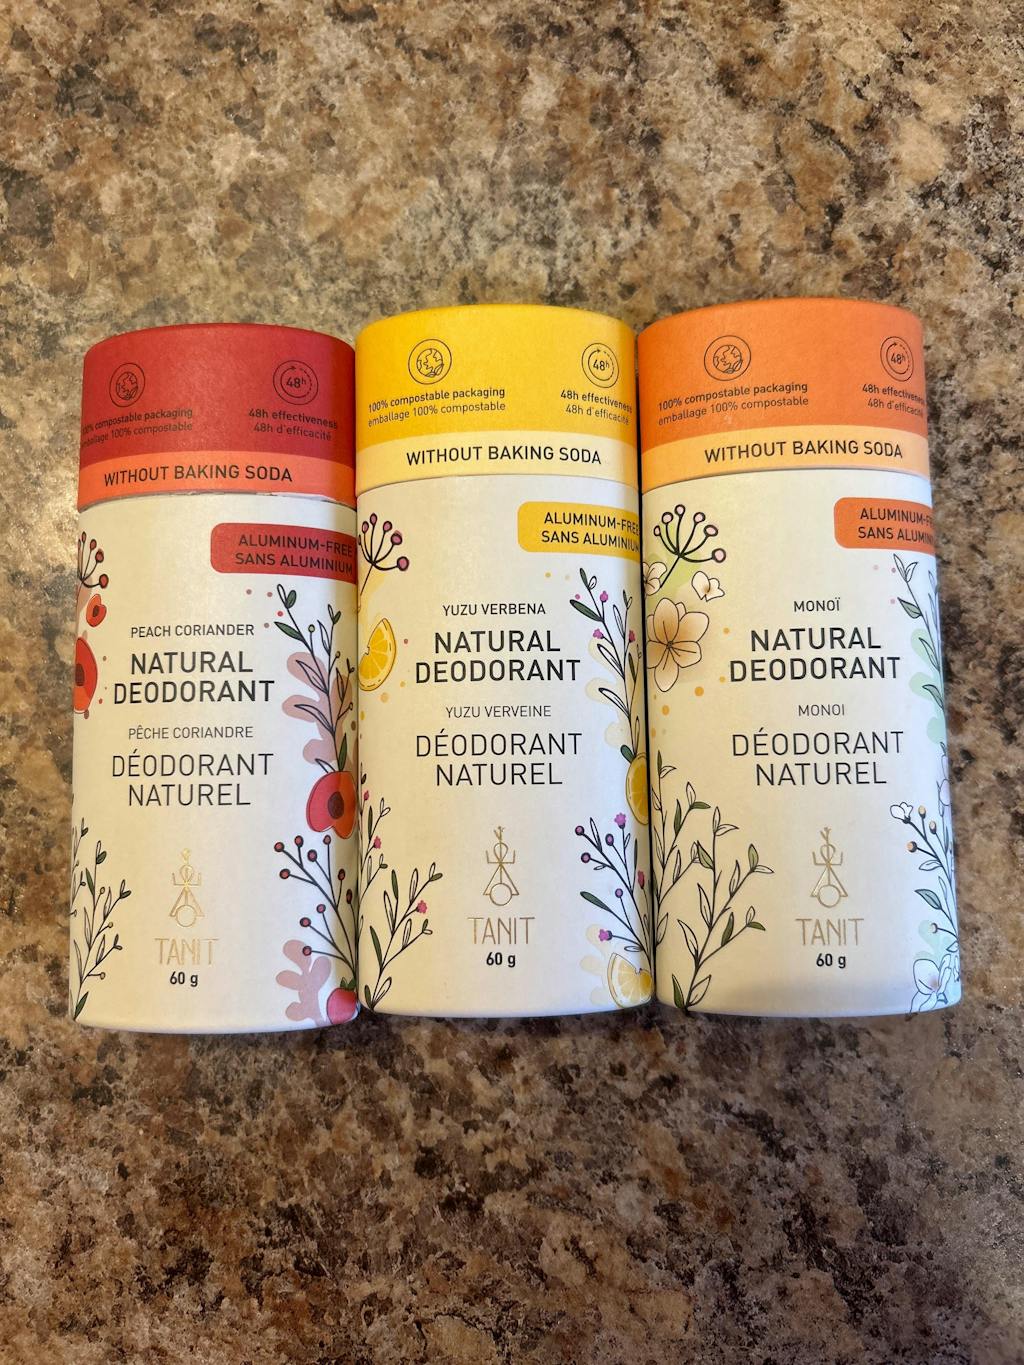 100% compostable packaging
emballage 100% compostable
48h
48h effectiveness
48h d'efficacité
WITHOUT BAKING SODA
ALUMINUM-FREE
SANS ALUMINIUM
PEACH CORIANDER
NATURAL
DEODORANT
PÊCHE CORIANDRE
DÉODORANT
NATUREL
TANIT
60 g
100% compostable packaging
emballage 100% compostable
48h
48h effectiveness
48h d'efficacité
WITHOUT BAKING SODA
ALUMINUM-FREE
SANS ALUMINIUM
YUZU VERBENA
NATURAL
DEODORANT
YUZU VERVEINE
DÉODORANT
NATUREL
TANIT
60 g
100% compostable packaging
emballage 100% compostable
48h
48h effectiveness
48h d'efficacité
WITHOUT BAKING SODA
ALUMINUM-FREE
SANS ALUMINIUM
MONOÏ
NATURAL
DEODORANT
MONOI
DÉODORANT
NATUREL
TANIT
60 g